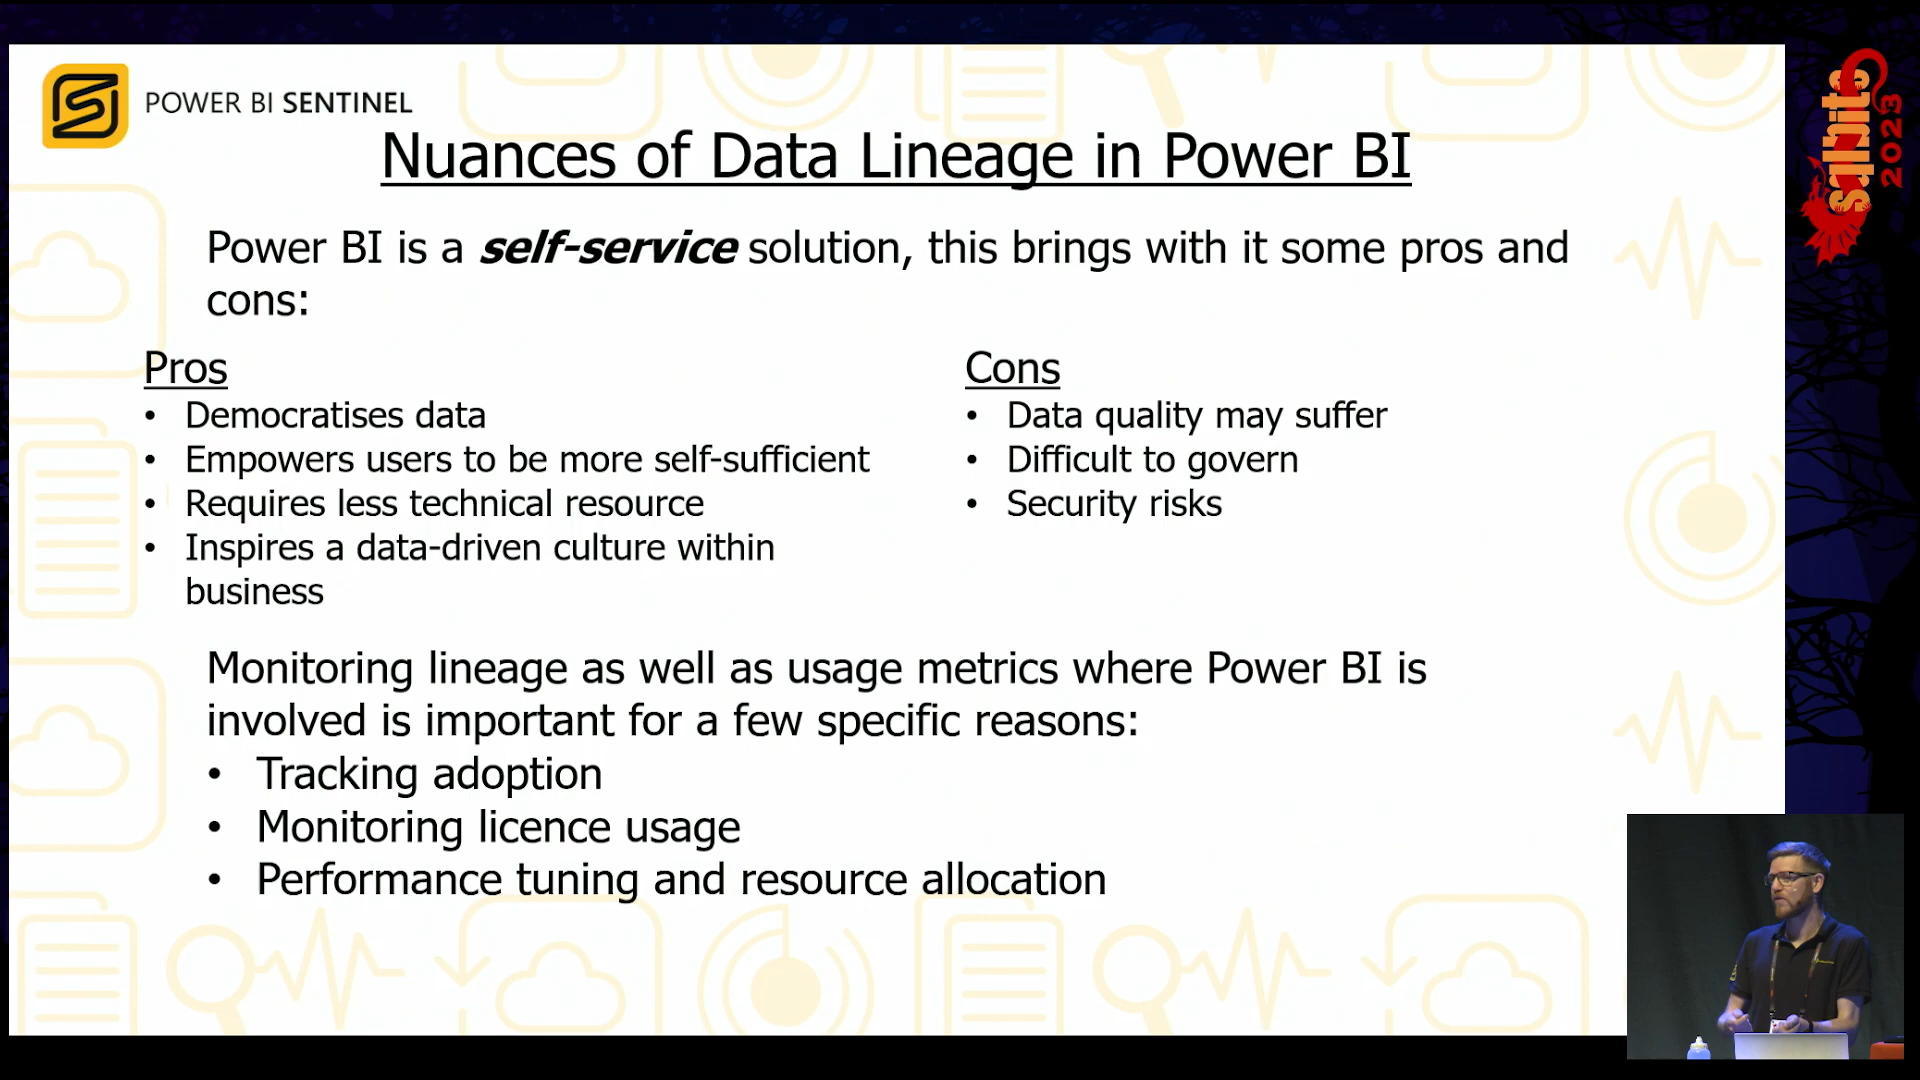 POWER BI SENTINEL
Nuances of Data Lineage in Power BI
Power BI is a self-service solution, this brings with it some pros and
cons:
Pros
• Democratises data
• Empowers users to be more self-sufficient
• Requires less technical resource
• Inspires a data-driven culture within
business
Cons
• Data quality may suffer
• Difficult to govern
• Security risks
Monitoring lineage as well as usage metrics where Power BI is
involved is important for a few specific reasons:
• Tracking adoption
• Monitoring licence usage
• Performance tuning and resource allocation
sqlbits
2023